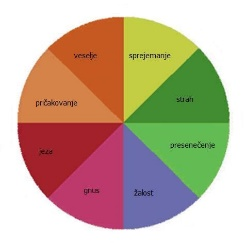 veselje
sprejemanje
pričakovanje
strah
jeza
presenečenje
gnus
žalost